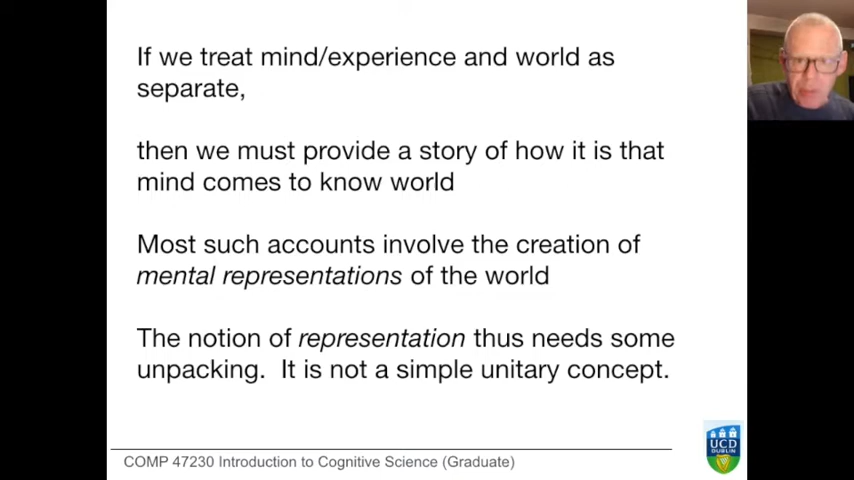 If we treat mind/experience and world as
separate,
then we must provide a story of how it is that
mind comes to know world
Most such accounts involve the creation of
mental representations of the world
The notion of representation thus needs some
unpacking.  It is not a simple unitary concept.
COMP 47230 Introduction to Cognitive Science (Graduate)
UCD
DUBLIN